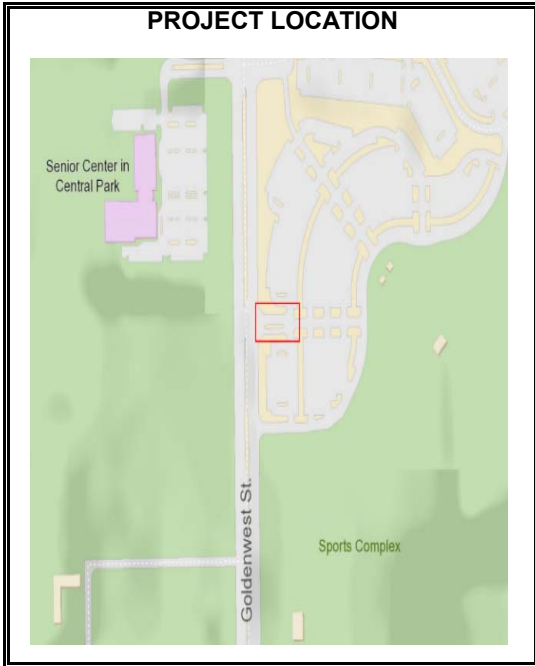 PROJECT LOCATION
Senior Center in
Central Park
Goldenwest St.
Sports Complex